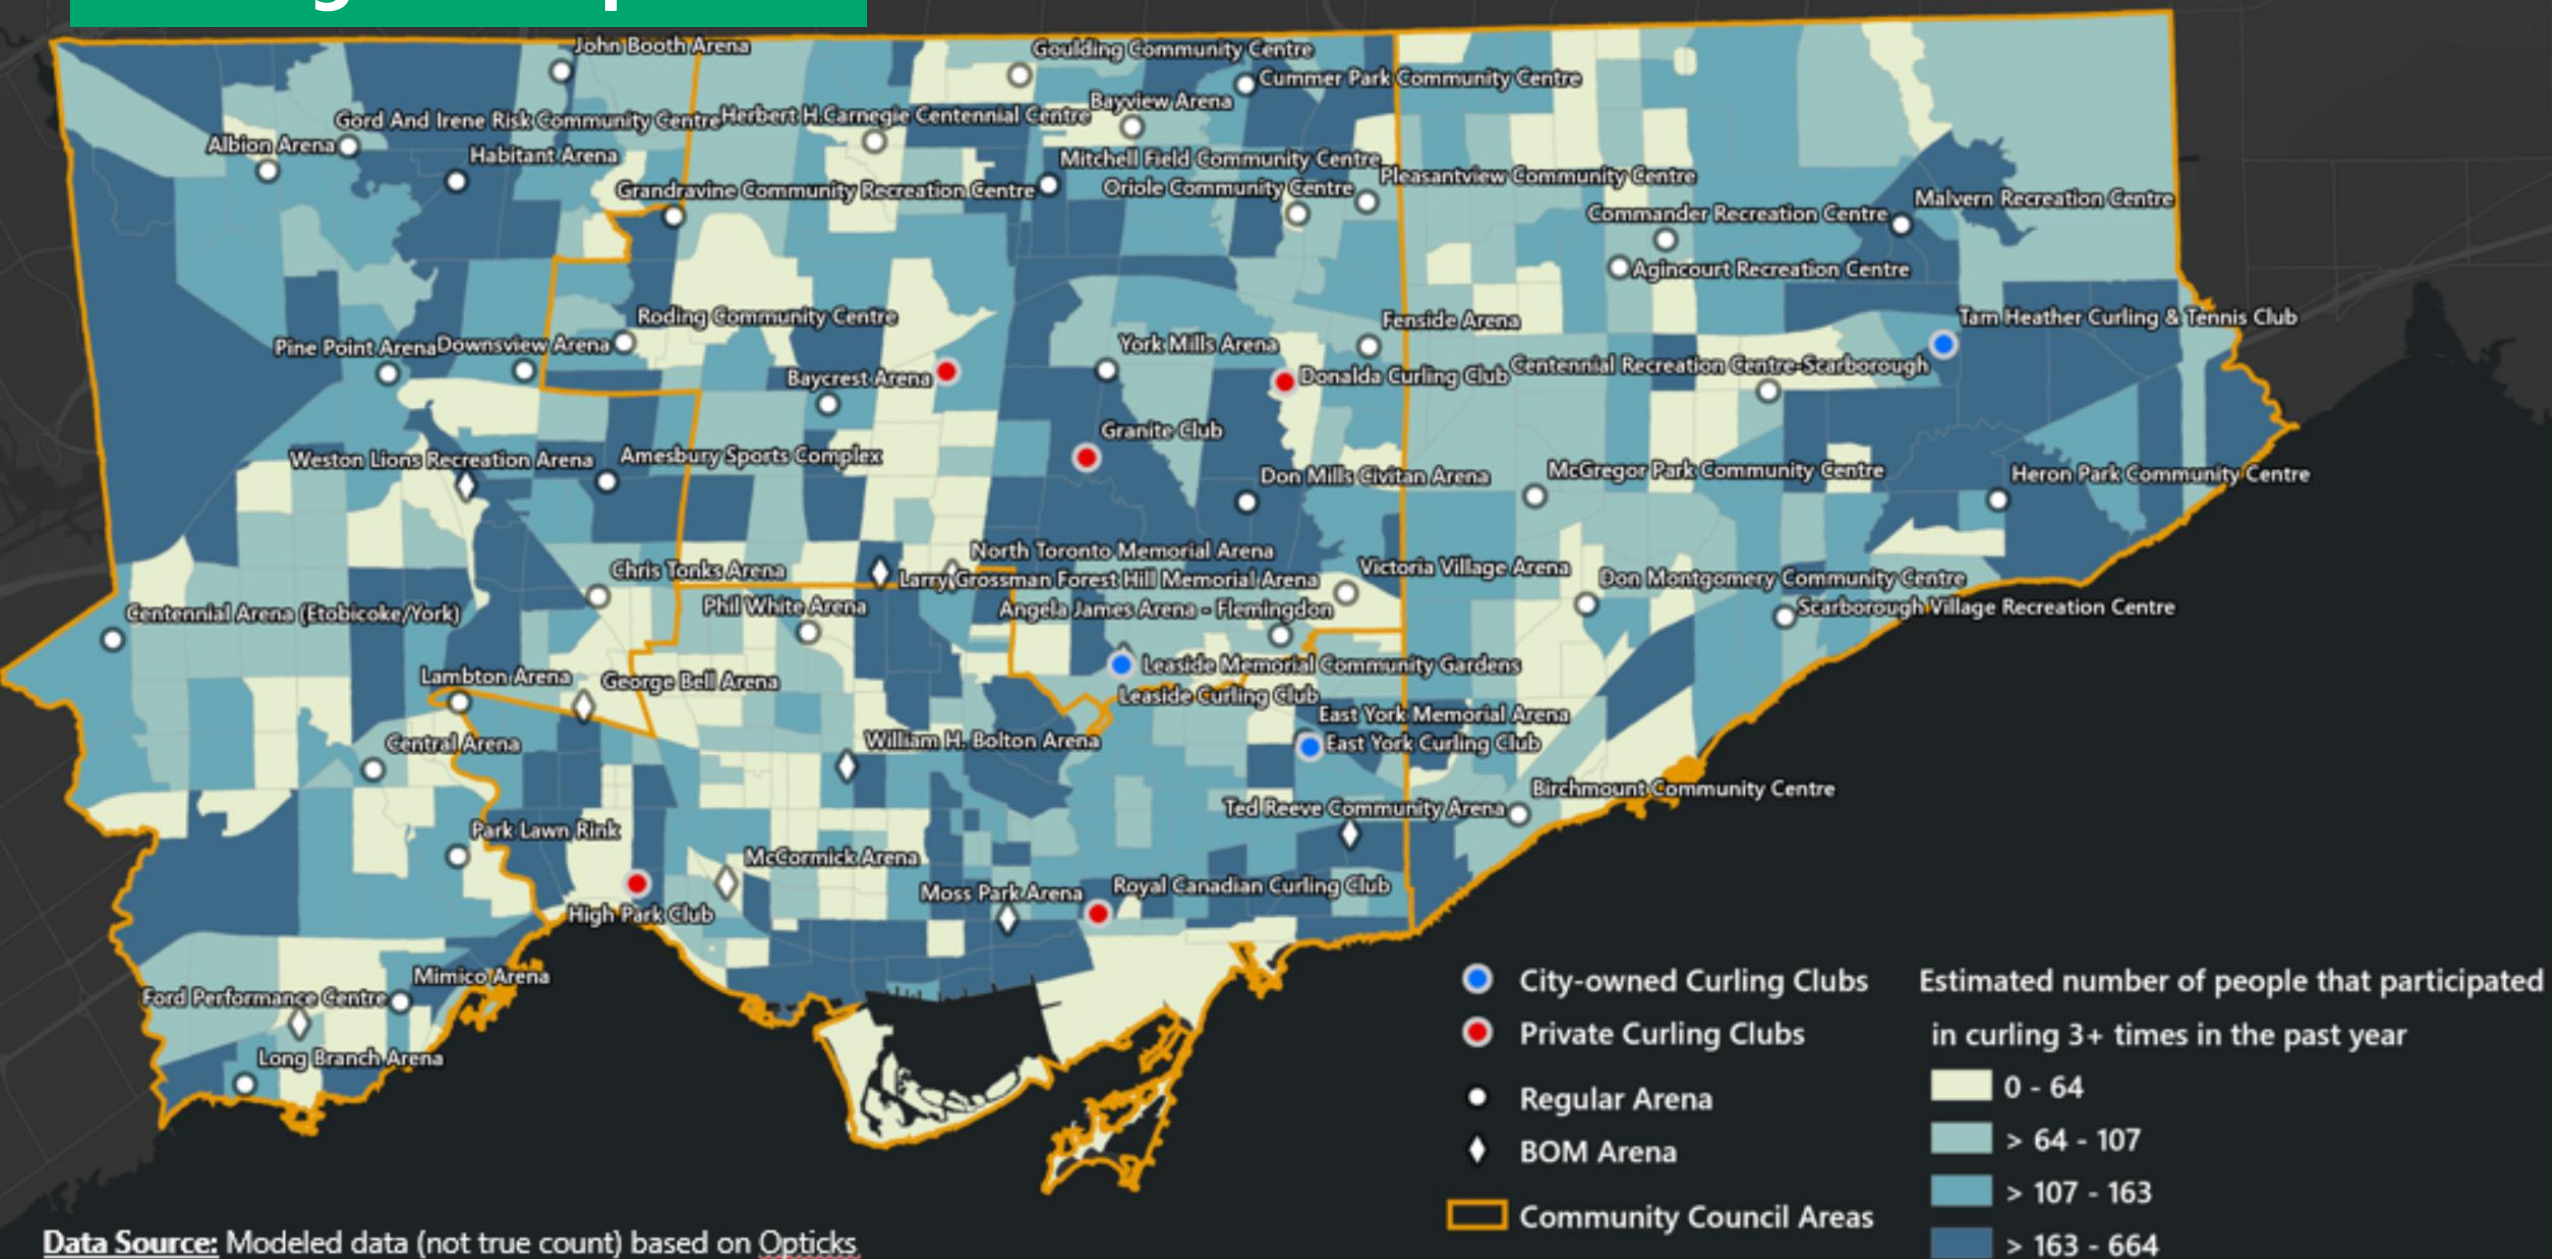 John Booth Arena
Goulding Community Centre
Cummer Park Community Centre
Bayview Arena
Gord And Irene Risk Community Centre
Herbert H.Carnegie Centennial Centre
Albion Arena
Habitant Arena
Mitchell Field Community Centre
Pleasantview Community Centre
Grandravine Community Recreation Centre
Oriole Community Centre
Malvern Recreation Centre
Commander Recreation Centre
Agincourt Recreation Centre
Roding Community Centre
Fenside Arena
Tam Heather Curling & Tennis Club
Pine Point Arena
Downsview Arena
York Mills Arena
Baycrest Arena
Donalda Curling Club
Centennial Recreation Centre-Scarborough
Granite Club
Weston Lions Recreation Arena
Amesbury Sports Complex
Don Mills Civitan Arena
McGregor Park Community Centre
Heron Park Community Centre
North Toronto Memorial Arena
Chris Tonks Arena
Larry Grossman Forest Hill Memorial Arena
Victoria Village Arena
Don Montgomery Community Centre
Centennial Arena (Etobicoke/York)
Phil White Arena
Angela James Arena - Flemingdon
Scarborough Village Recreation Centre
Lambton Arena
George Bell Arena
Leaside Memorial Community Gardens
Leaside Curling Club
East York Memorial Arena
Central Arena
William H. Bolton Arena
East York Curling Club
Birchmount Community Centre
Ted Reeve Community Arena
Park Lawn Rink
McCormick Arena
Moss Park Arena
Royal Canadian Curling Club
High Park Club
Mimico Arena
Ford Performance Centre
Long Branch Arena
City-owned Curling Clubs
Private Curling Clubs
Regular Arena
BOM Arena
Community Council Areas
Estimated number of people that participated
in curling 3+ times in the past year
0 - 64
> 64 - 107
> 107 - 163
> 163 - 664
Data Source: Modeled data (not true count) based on Opticks